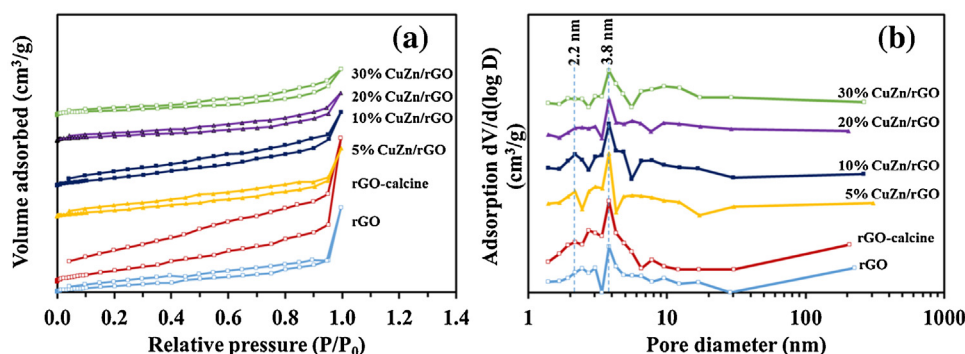 (a)
Volume adsorbed (cm³/g)
30% CuZn/rGO
20% CuZn/rGO
10% CuZn/rGO
5% CuZn/rGO
rGO-calcine
rGO
0.0 0.2 0.4 0.6 0.8 1.0 1.2 1.4
Relative pressure (P/P₀)
(b)
2.2 nm
3.8 nm
Adsorption dV/d(log D)
(cm³/g)
30% CuZn/rGO
20% CuZn/rGO
10% CuZn/rGO
5% CuZn/rGO
rGO-calcine
rGO
1 10 100 1000
Pore diameter (nm)